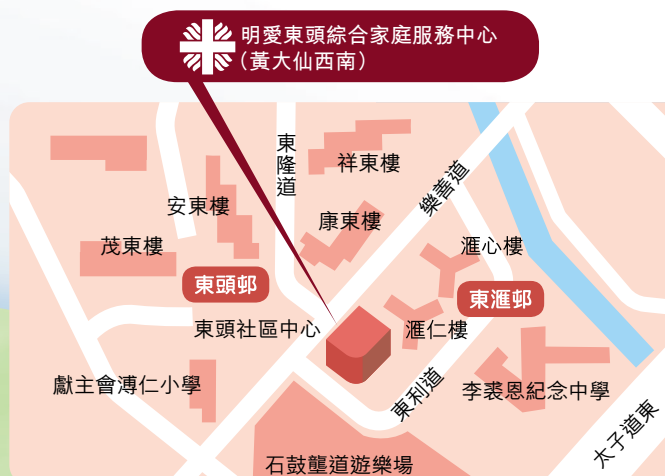 明愛東頭綜合家庭服務中心
（黃大仙西南）
東隆道
祥東樓
樂善道
安東樓
康東樓
茂東樓
滙心樓
東頭邨
東滙邨
東頭社區中心
滙仁樓
獻主會溥仁小學
東利道
李裘恩紀念中學
太子道東
石鼓壟道遊樂場